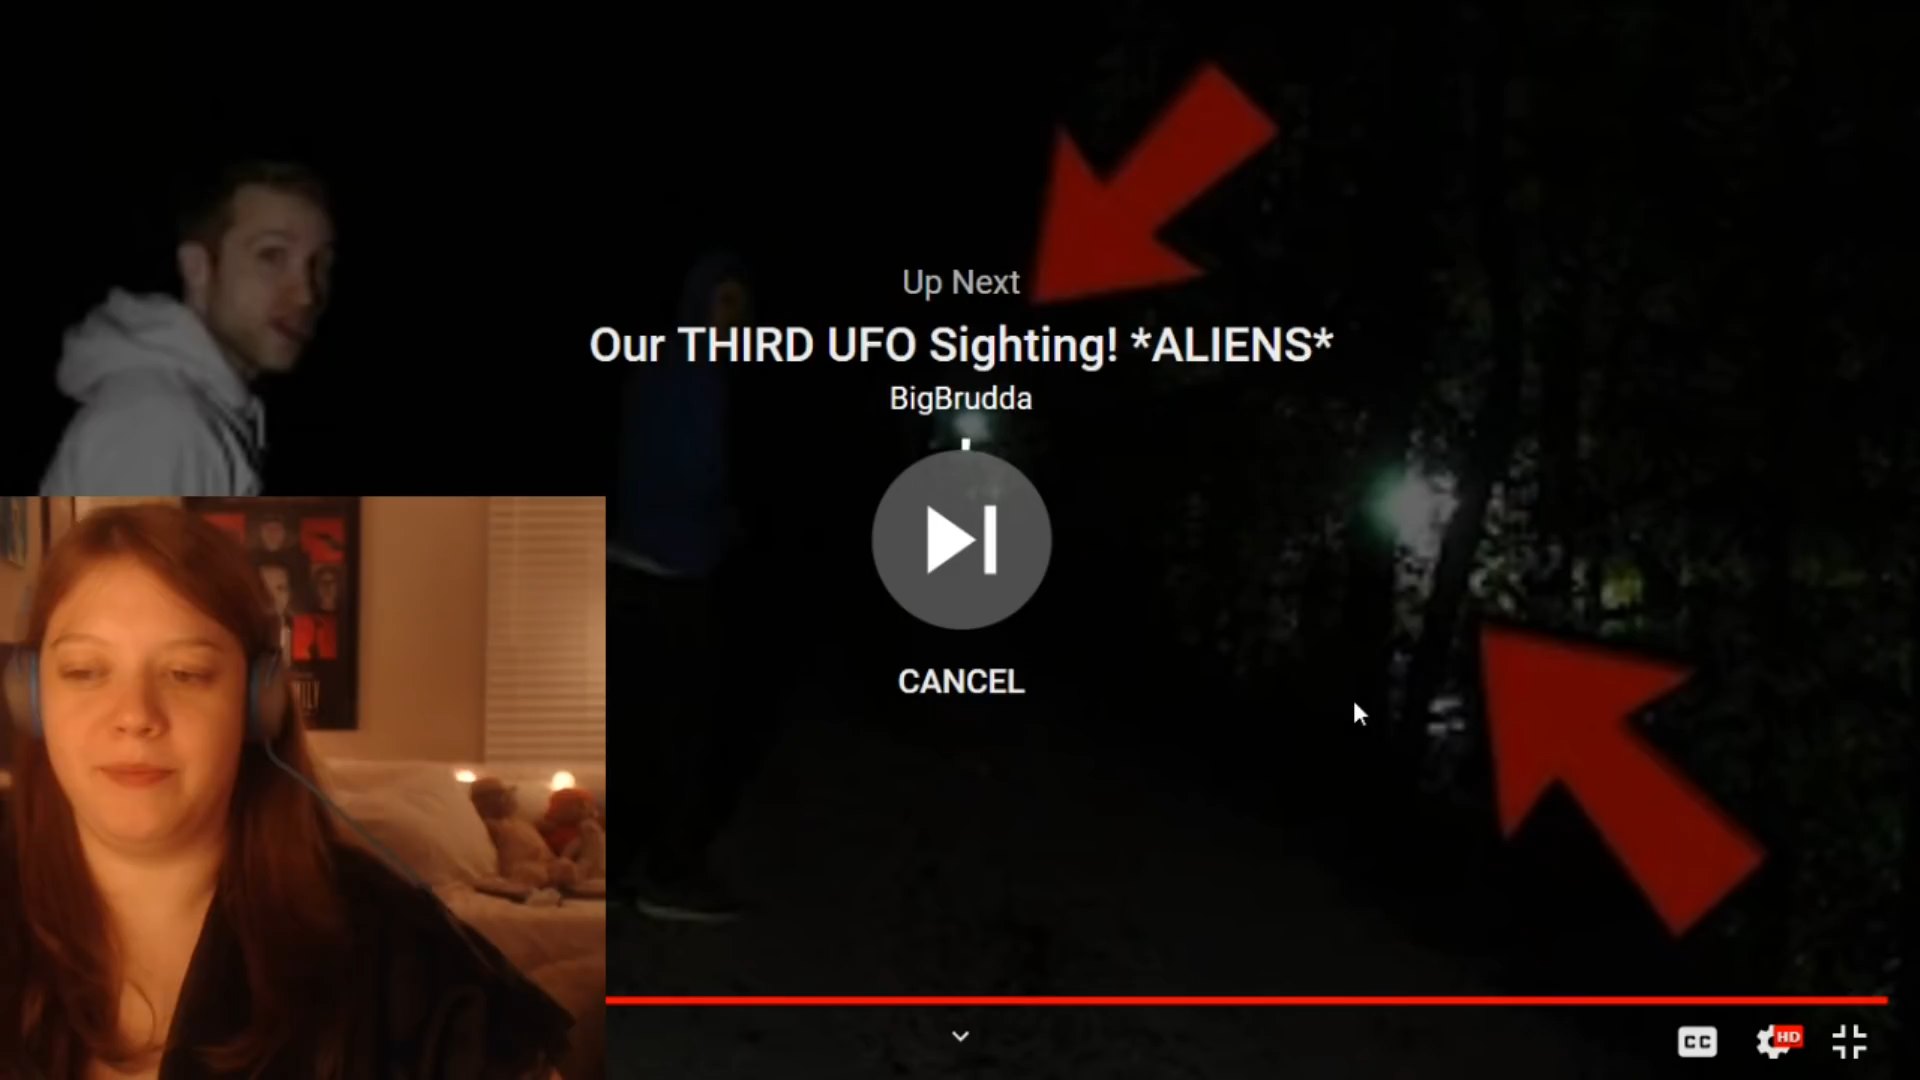 Up Next
Our THIRD UFO Sighting! *ALIENS*
BigBrudda
CANCEL
CC
HD